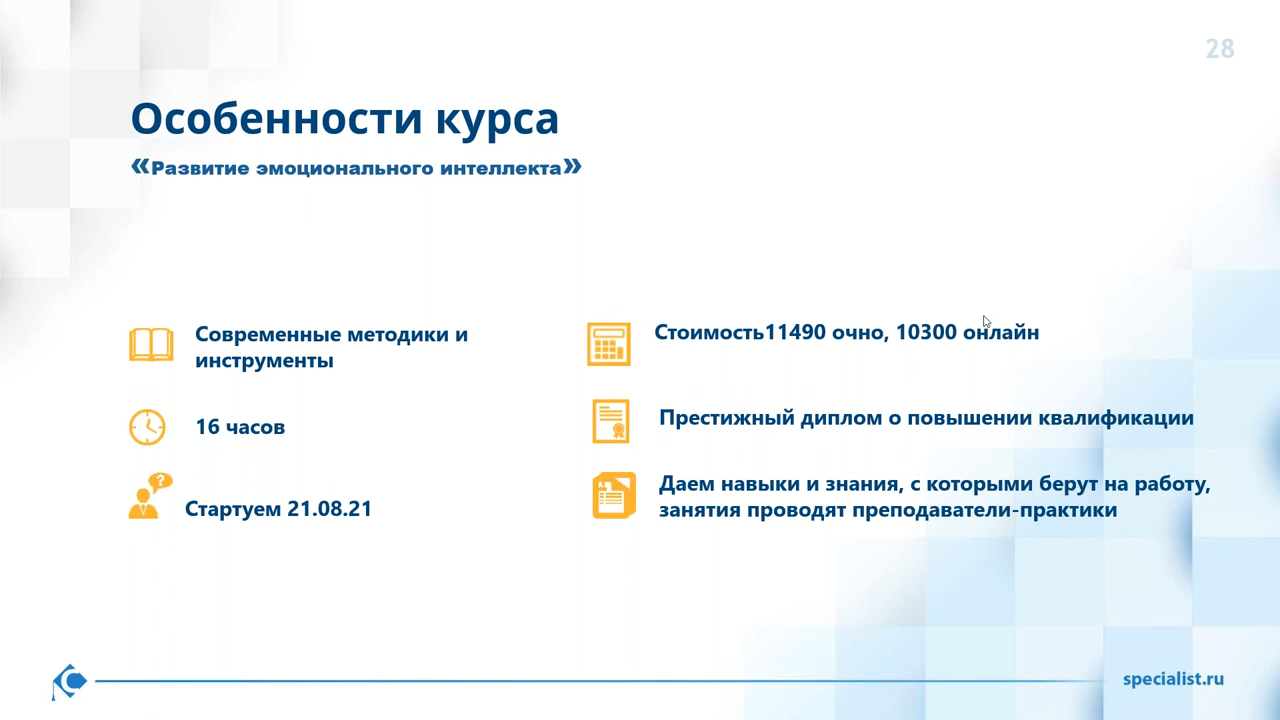 28
Особенности курса
«Развитие эмоционального интеллекта»
Современные методики и
инструменты
16 часов
Стартуем 21.08.21
Стоимость11490 очно, 10300 онлайн
Престижный диплом о повышении квалификации
Даем навыки и знания, с которыми берут на работу,
занятия проводят преподаватели-практики
specialist.ru